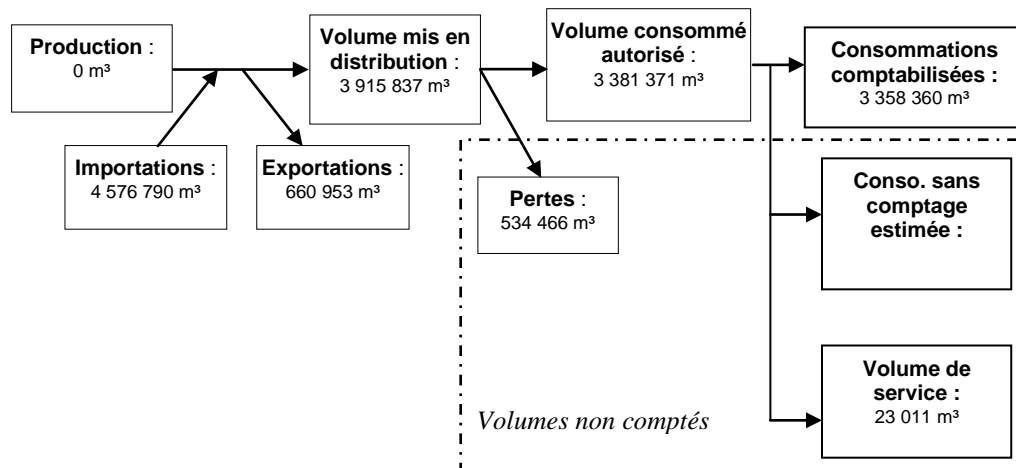 Production :
0 m³
Volume mis en
distribution :
3 915 837 m³
Volume consommé
autorisé :
3 381 371 m³
Consommations
comptabilisées :
3 358 360 m³
Importations :
4 576 790 m³
Exportations :
660 953 m³
Pertes :
534 466 m³
Conso. sans
comptage
estimée :
Volume de
service :
23 011 m³
Volumes non comptés